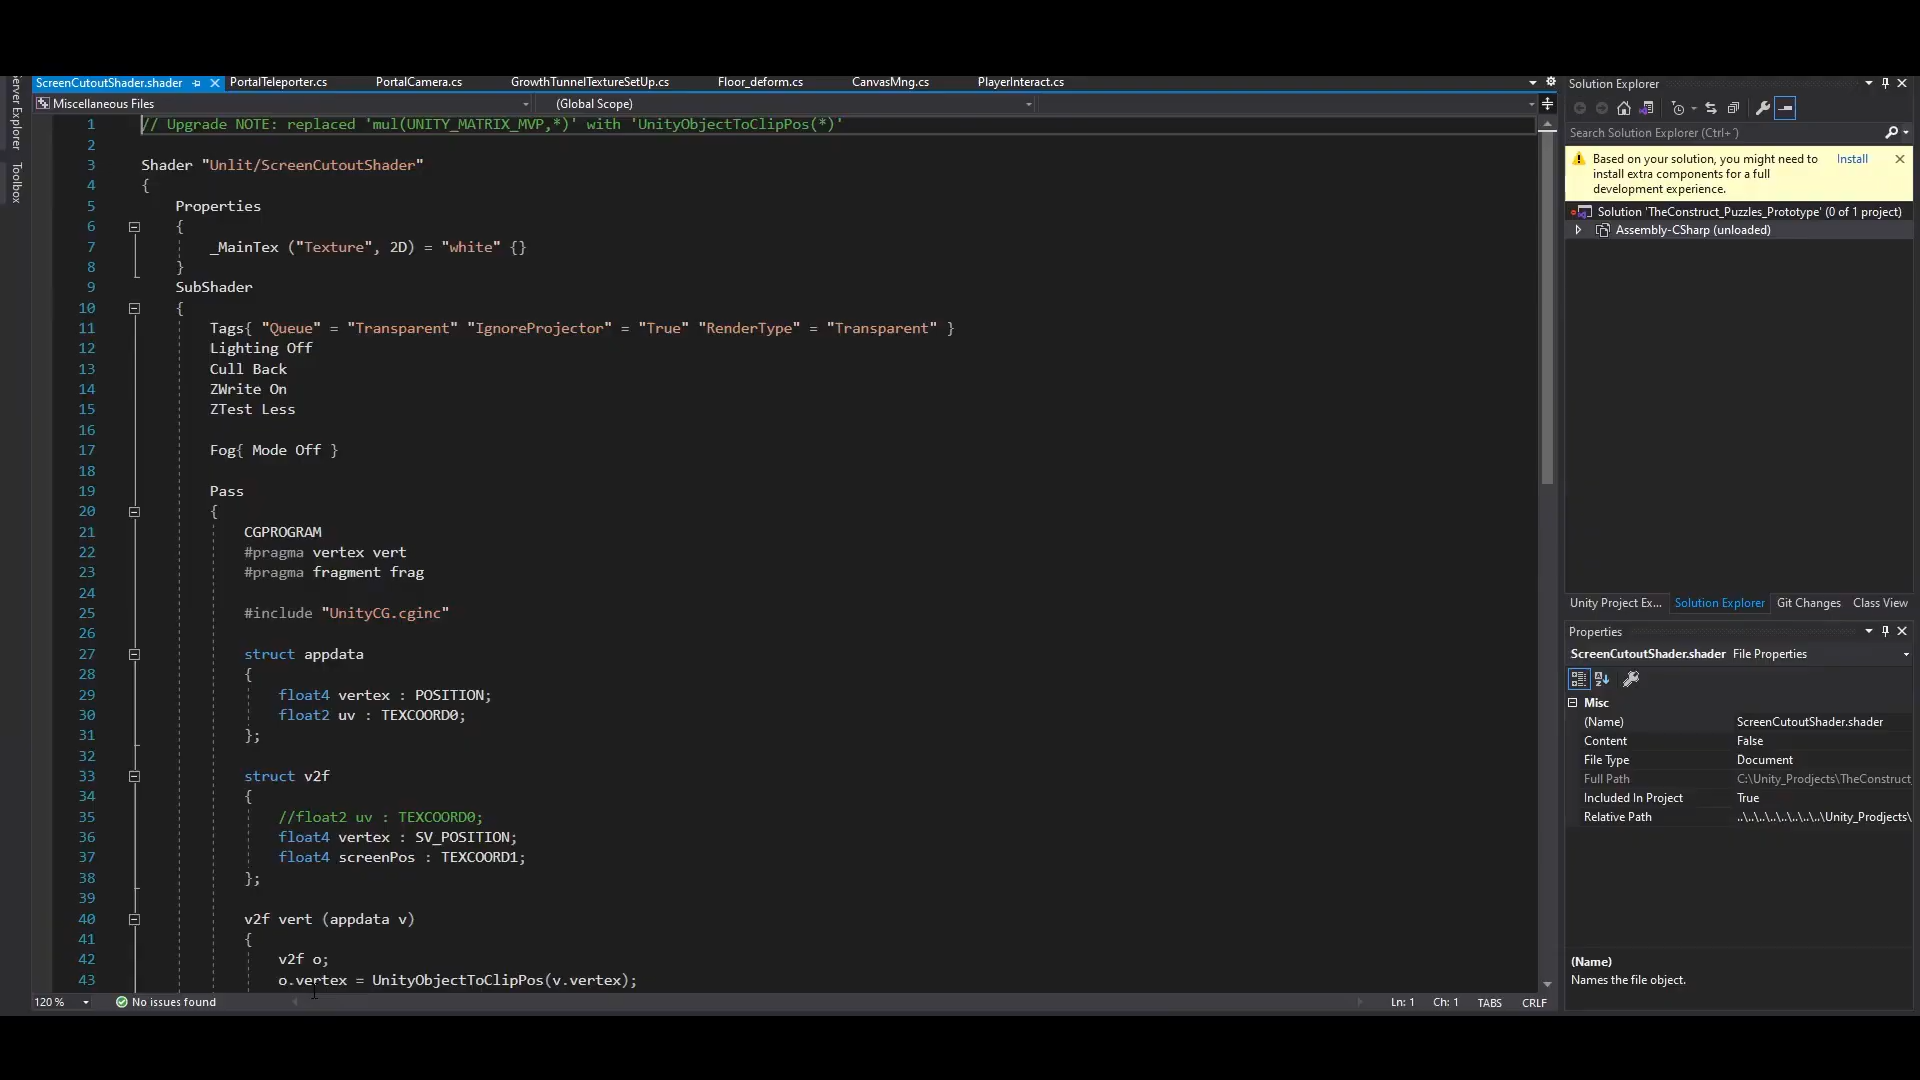 ScreenCutoutShader.shader
PortalTeleporter.cs
PortalCamera.cs
GrowthTunnelTextureSetUp.cs
Floor_deform.cs
CanvasMng.cs
PlayerInteract.cs
Miscellaneous Files
(Global Scope)
Toolbox
1 // Upgrade NOTE: replaced 'mul(UNITY_MATRIX_MVP,*)' with 'UnityObjectToClipPos(*)'
2
3 Shader "Unlit/ScreenCutoutShader"
4 {
5 Properties
6 {
7 _MainTex ("Texture", 2D) = "white" {}
8 }
9 SubShader
10 {
11 Tags{ "Queue" = "Transparent" "IgnoreProjector" = "True" "RenderType" = "Transparent" }
12 Lighting Off
13 Cull Back
14 ZWrite On
15 ZTest Less
16
17 Fog{ Mode Off }
18
19 Pass
20 {
21 CGPROGRAM
22 #pragma vertex vert
23 #pragma fragment frag
24
25 #include "UnityCG.cginc"
26
27 struct appdata
28 {
29 float4 vertex : POSITION;
30 float2 uv : TEXCOORD0;
31 };
32
33 struct v2f
34 {
35 //float2 uv : TEXCOORD0;
36 float4 vertex : SV_POSITION;
37 float4 screenPos : TEXCOORD1;
38 };
39
40 v2f vert (appdata v)
41 {
42 v2f o;
43 o.vertex = UnityObjectToClipPos(v.vertex);
120 %
No issues found
Ln: 1
Ch: 1
TABS
CRLF
Solution Explorer
Search Solution Explorer (Ctrl+¨)
Based on your solution, you might need to Install
install extra components for a full
development experience.
Solution 'TheConstruct_Puzzles_Prototype' (0 of 1 project)
Assembly-CSharp (unloaded)
Unity Project Ex...
Solution Explorer
Git Changes
Class View
Properties
ScreenCutoutShader.shader File Properties
Misc
(Name) ScreenCutoutShader.shader
Content False
File Type Document
Full Path C:\Unity_Prodjects\TheConstruct_
Included In Project True
Relative Path ..\..\..\..\..\..\..\Unity_Prodjects\
(Name)
Names the file object.